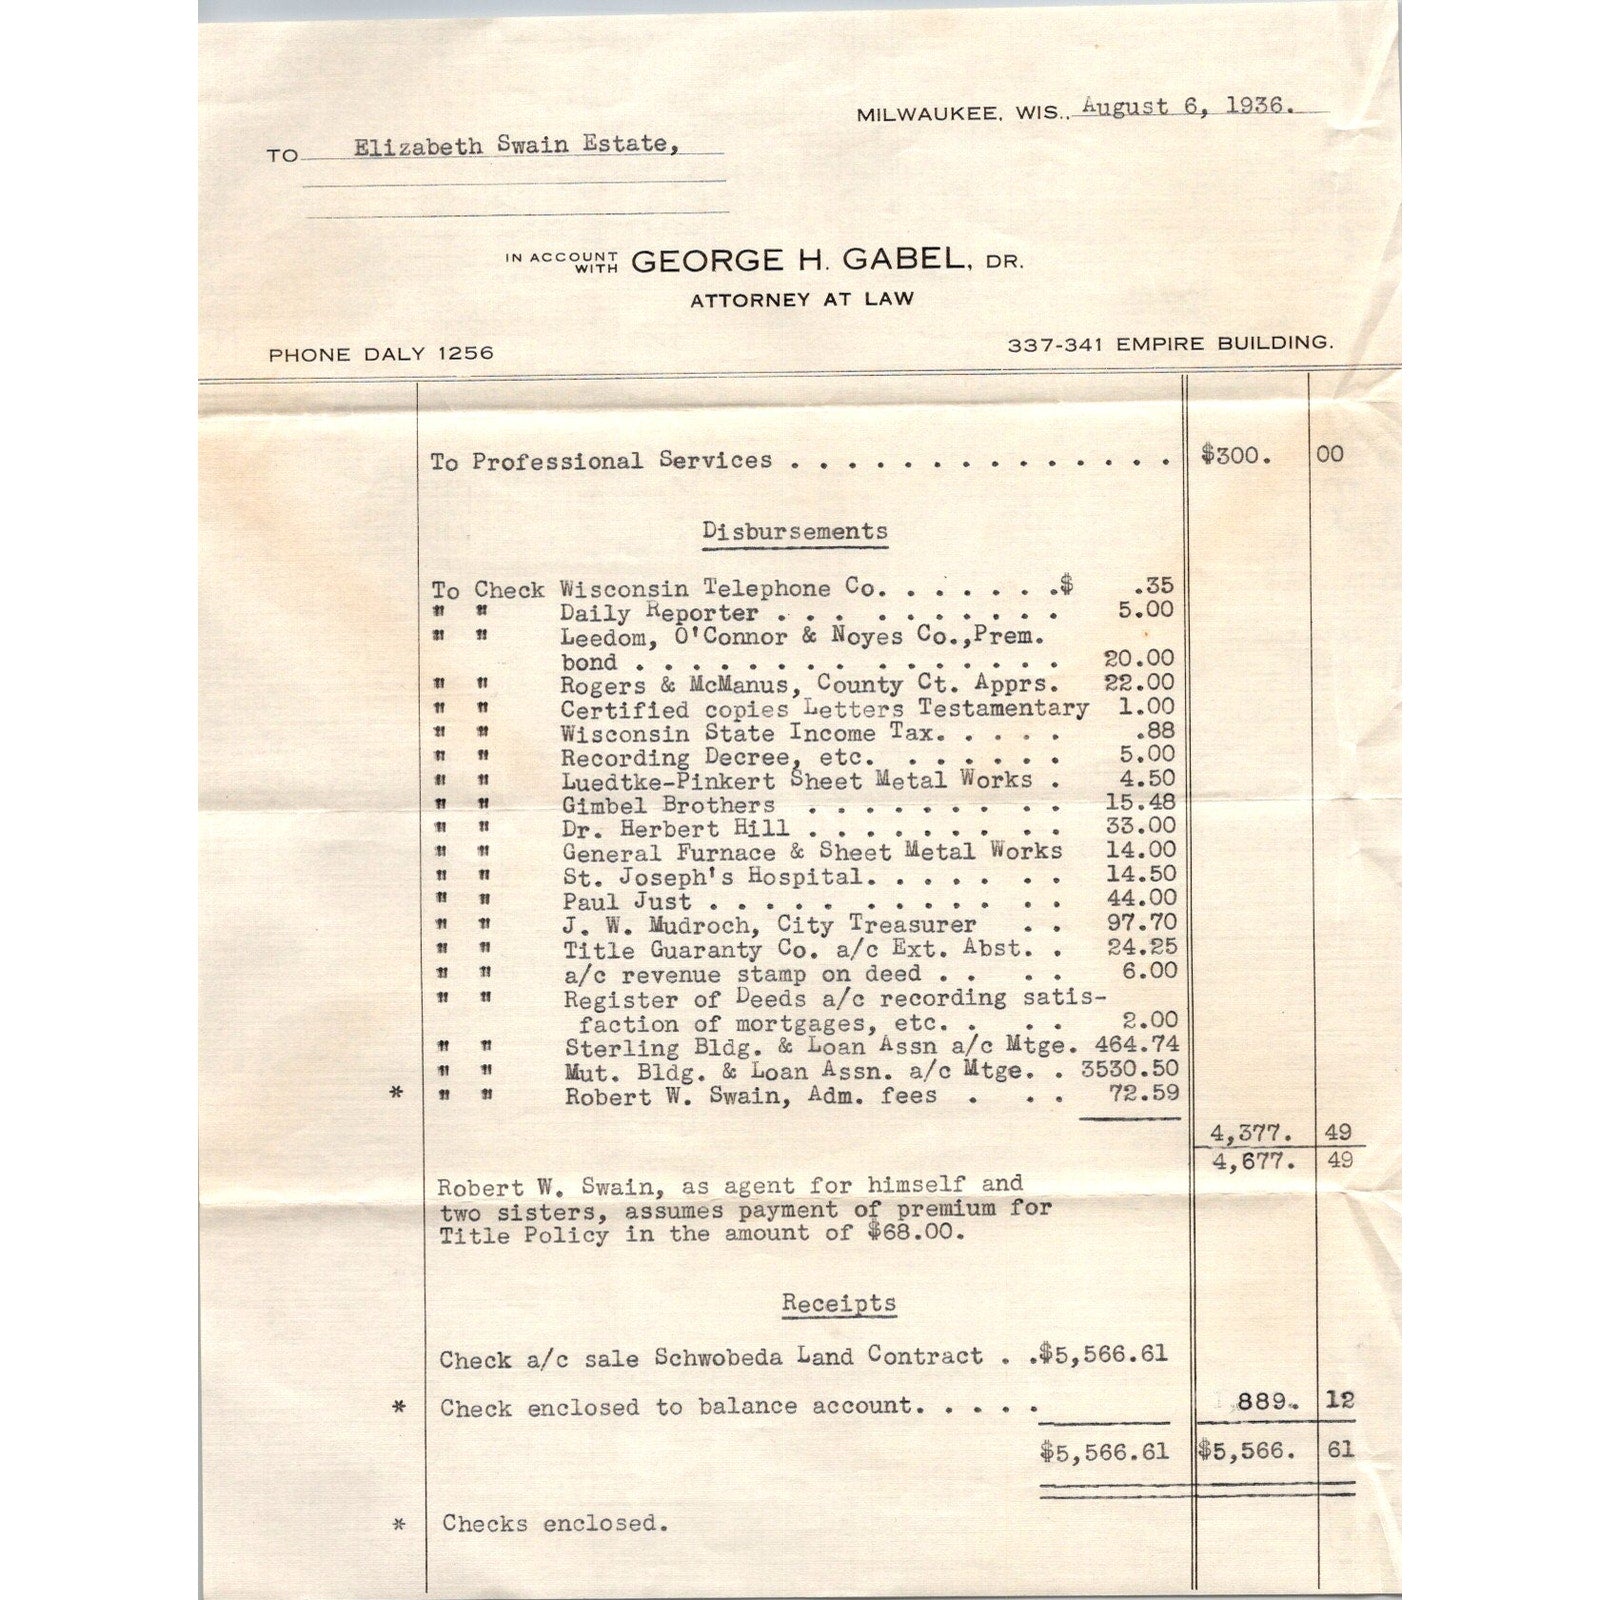 MILWAUKEE, WIS., August 6, 1936.
TO Elizabeth Swain Estate,
IN ACCOUNT WITH GEORGE H. GABEL, DR.
ATTORNEY AT LAW
PHONE DALY 1256 337-341 EMPIRE BUILDING.
To Professional Services . . . . . . . . . . . . . . $300. 00
Disbursements
To Check Wisconsin Telephone Co. . . . . . . .$ .35
" " Daily Reporter . . . . . . . . . . . 5.00
" " Leedom, O'Connor & Noyes Co.,Prem.
bond . . . . . . . . . . . . . . . . 20.00
" " Rogers & McManus, County Ct. Apprs. 22.00
" " Certified copies Letters Testamentary 1.00
" " Wisconsin State Income Tax. . . . . .88
" " Recording Decree, etc. . . . . . . 5.00
" " Luedtke-Pinkert Sheet Metal Works . 4.50
" " Gimbel Brothers . . . . . . . . . 15.48
" " Dr. Herbert Hill . . . . . . . . . 33.00
" " General Furnace & Sheet Metal Works 14.00
" " St. Joseph's Hospital. . . . . . . 14.50
" " Paul Just . . . . . . . . . . . . 44.00
" " J. W. Mudroch, City Treasurer . . 97.70
" " Title Guaranty Co. a/c Ext. Abst. . 24.25
" " a/c revenue stamp on deed . . . . 6.00
" " Register of Deeds a/c recording satis-
faction of mortgages, etc. . . . 2.00
" " Sterling Bldg. & Loan Assn a/c Mtge. 464.74
" " Mut. Bldg. & Loan Assn. a/c Mtge. . 3530.50
* " " Robert W. Swain, Adm. fees . . . 72.59
4,377. 49
4,677. 49
Robert W. Swain, as agent for himself and
two sisters, assumes payment of premium for
Title Policy in the amount of $68.00.
Receipts
Check a/c sale Schwobeda Land Contract . .$5,566.61
* Check enclosed to balance account. . . . . 889. 12
$5,566.61 $5,566. 61
* Checks enclosed.